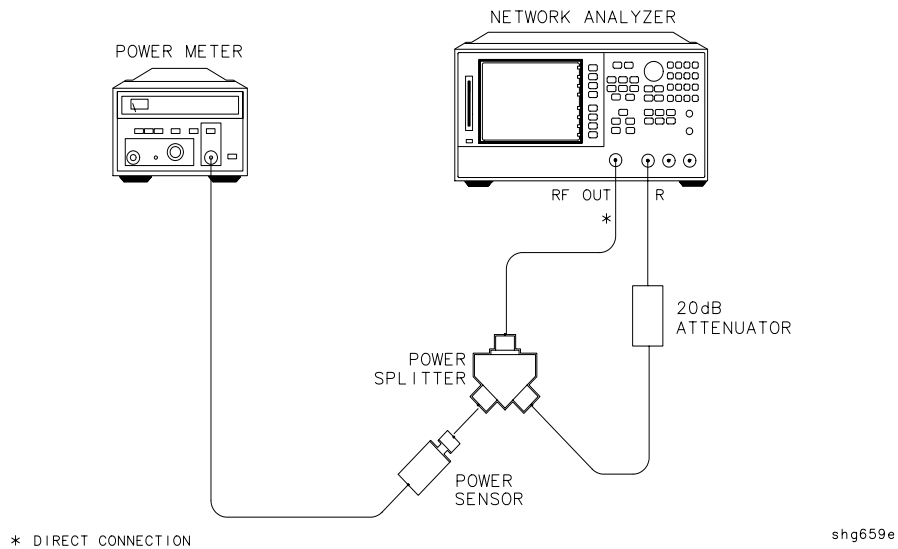 NETWORK ANALYZER
POWER METER
RF OUT
R
*
20dB
ATTENUATOR
POWER
SPLITTER
POWER
SENSOR
* DIRECT CONNECTION
shg659e